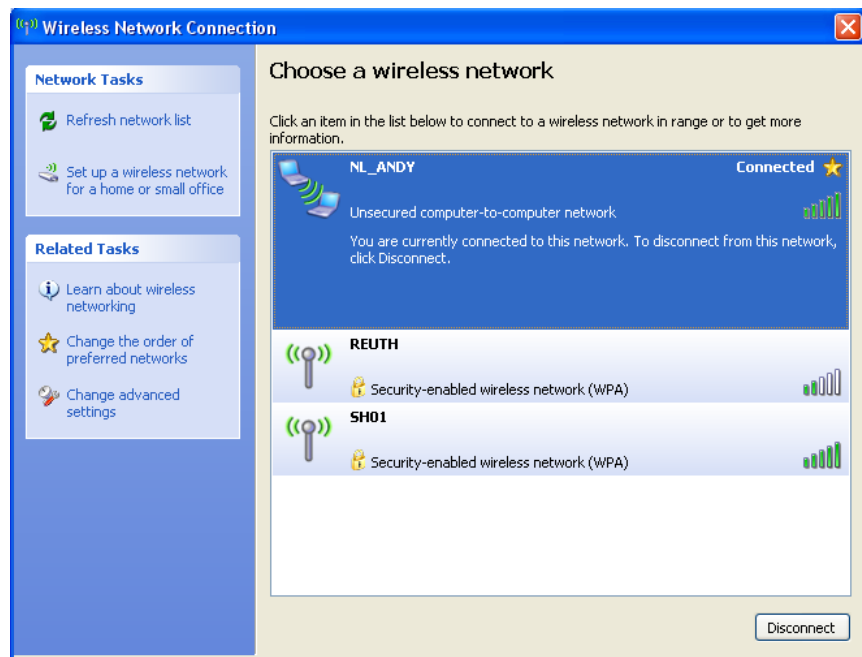 Wireless Network Connection
Network Tasks
Refresh network list
Set up a wireless network
for a home or small office
Related Tasks
Learn about wireless
networking
Change the order of
preferred networks
Change advanced
settings
Choose a wireless network
Click an item in the list below to connect to a wireless network in range or to get more
information.
NL_ANDY Connected
Unsecured computer-to-computer network
You are currently connected to this network. To disconnect from this network,
click Disconnect.
REUTH
Security-enabled wireless network (WPA)
SH01
Security-enabled wireless network (WPA)
Disconnect